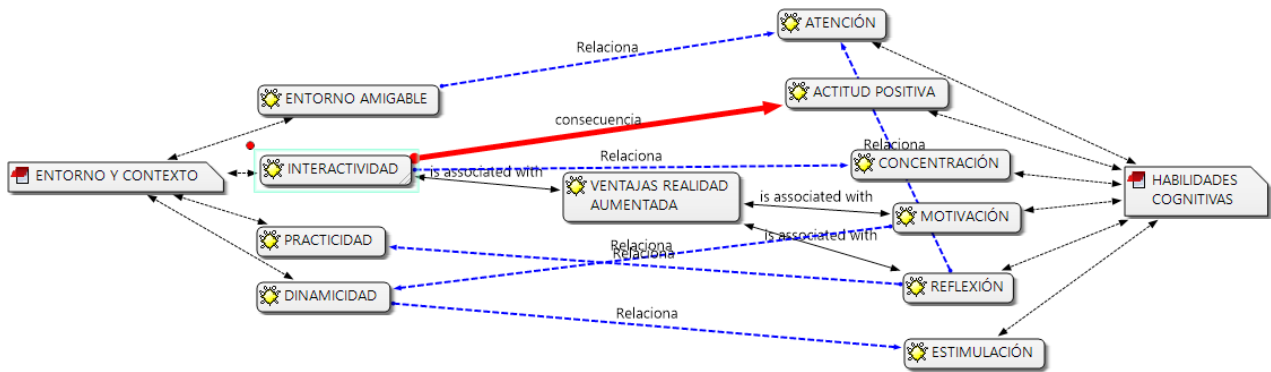 ATENCIÓN
Relaciona
ACTITUD POSITIVA
ENTORNO AMIGABLE
consecuencia
Relaciona
Relaciona
CONCENTRACIÓN
INTERACTIVIDAD
is associated with
ENTORNO Y CONTEXTO
VENTAJAS REALIDAD
AUMENTADA
HABILIDADES
COGNITIVAS
is associated with
MOTIVACIÓN
is associated with
PRACTICIDAD
Relaciona
Relaciona
REFLEXIÓN
DINAMICIDAD
Relaciona
ESTIMULACIÓN